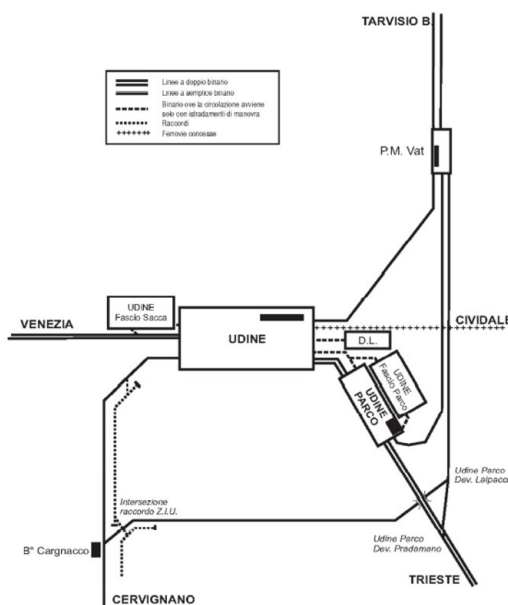 TARVISIO B.
Linee a doppio binario
Linee a semplice binario
Binario ove la circolazione avviene
solo con istradamenti di manovra
Raccordi
Ferrovie concesse
P.M. Vat
UDINE
Fascio Sacca
VENEZIA
UDINE
CIVIDALE
D.L.
UDINE
Fascio Parco
UDINE
PARCO
Udine Parco
Dev. Laipacco
Intersezione
raccordo Z.I.U.
Udine Parco
Dev. Pradamano
B° Cargnacco
TRIESTE
CERVIGNANO